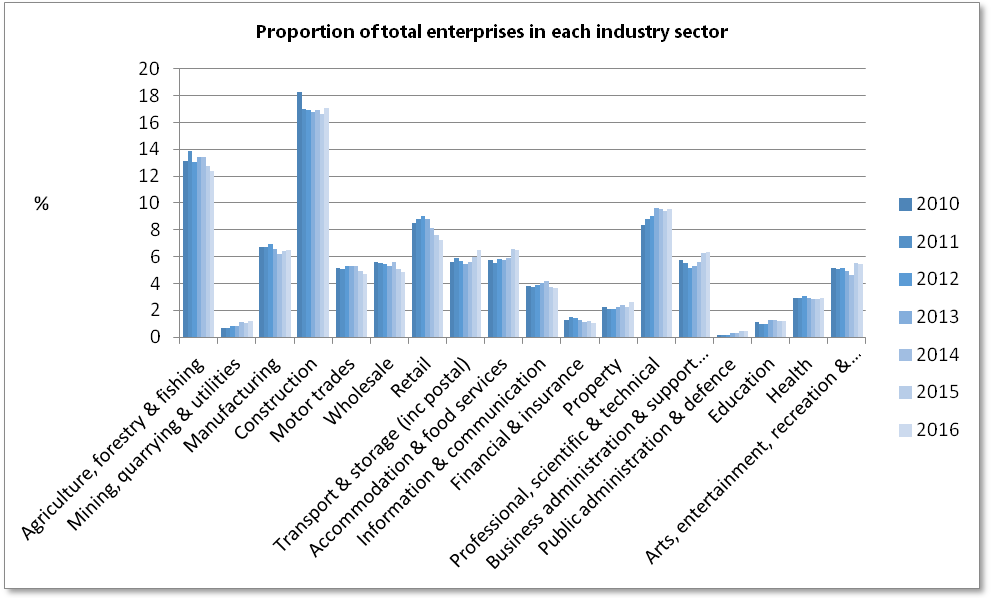 Proportion of total enterprises in each industry sector
20
18
16
14
12
10
8
6
4
2
0
%
Agriculture, forestry & fishing
Mining, quarrying & utilities
Manufacturing
Construction
Motor trades
Wholesale
Retail
Transport & storage (inc postal)
Accommodation & food services
Information & communication
Financial & insurance
Property
Professional, scientific & technical
Business administration & support...
Public administration & defence
Education
Health
Arts, entertainment, recreation &...
2010
2011
2012
2013
2014
2015
2016